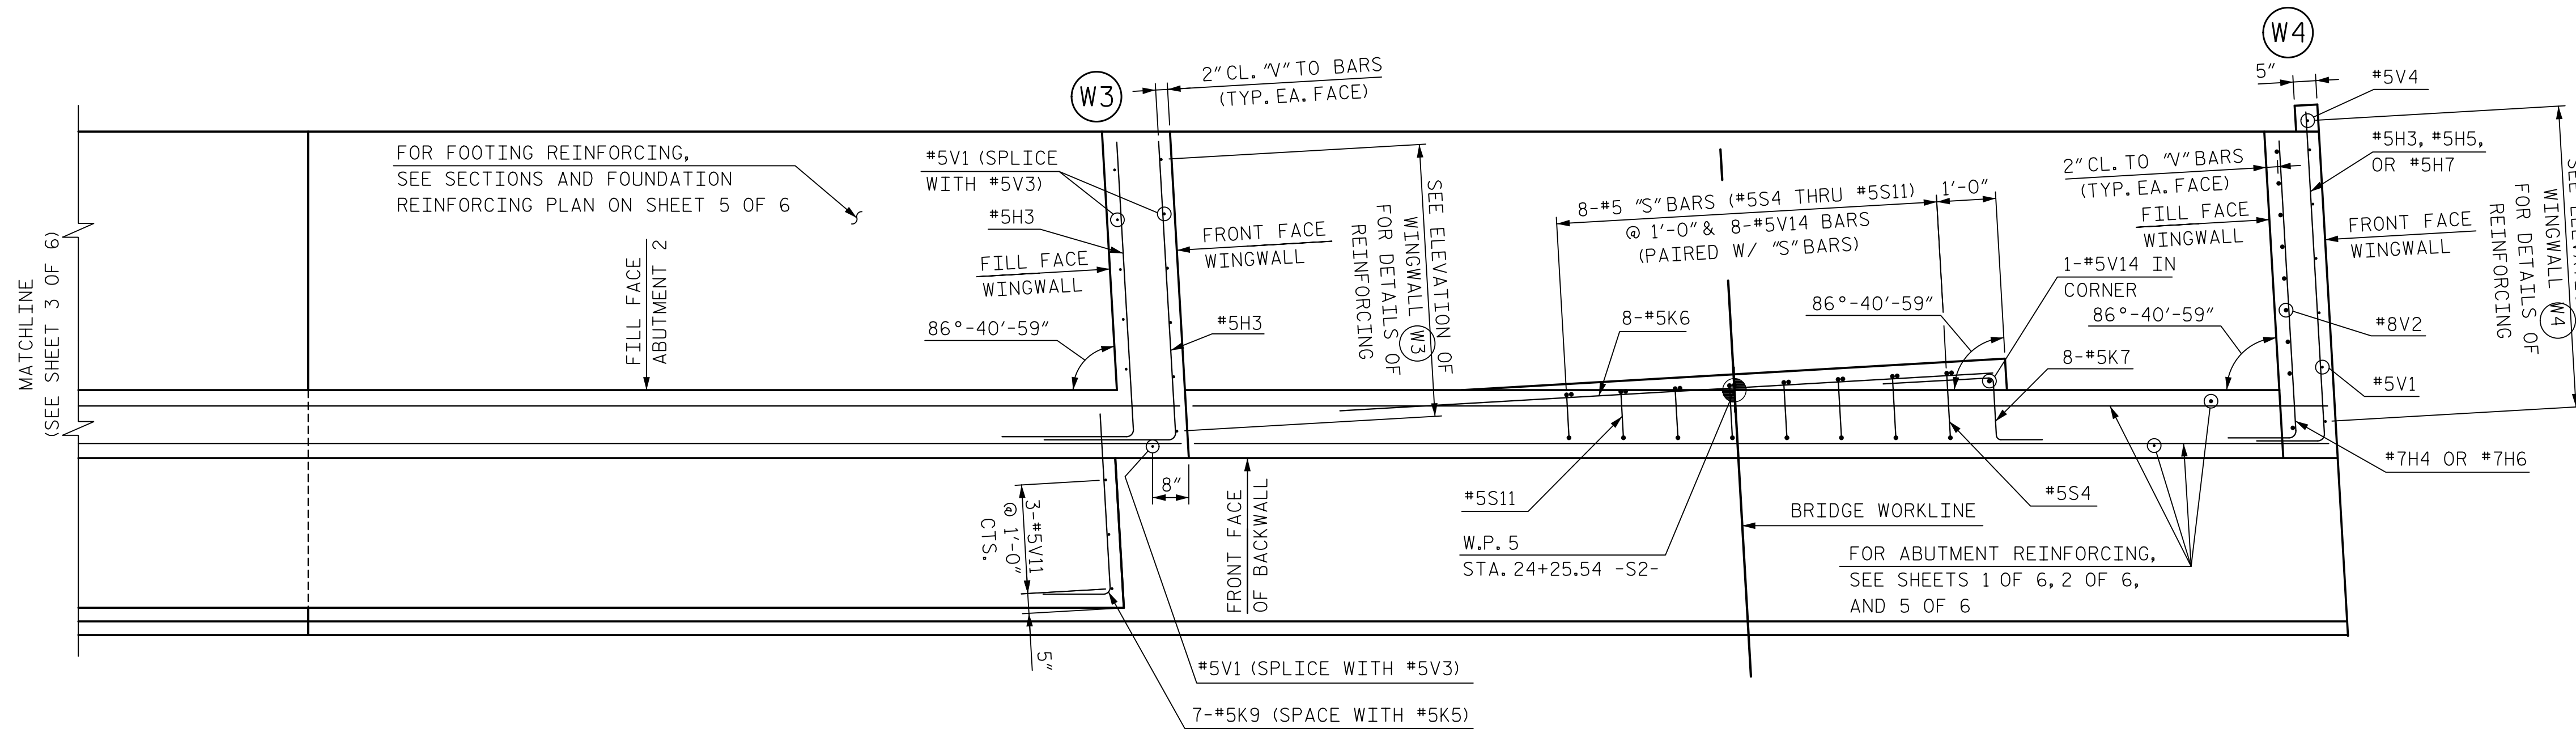 MATCHLINE
(SEE SHEET 3 OF 6)
FOR FOOTING REINFORCING,
SEE SECTIONS AND FOUNDATION
REINFORCING PLAN ON SHEET 5 OF 6
FILL FACE
ABUTMENT 2
W3
2" CL. "V" TO BARS
(TYP. EA. FACE)
#5V1 (SPLICE
WITH #5V3)
#5H3
FILL FACE
WINGWALL
86°-40'-59"
FRONT FACE
WINGWALL
#5H3
SEE ELEVATION OF
WINGWALL W3
FOR DETAILS OF
REINFORCING
8"
3-#5V11
@ 1'-0"
CTS.
5"
FRONT FACE
OF BACKWALL
#5V1 (SPLICE WITH #5V3)
7-#5K9 (SPACE WITH #5K5)
8-#5 "S" BARS (#5S4 THRU #5S11)
@ 1'-0" & 8-#5V14 BARS
(PAIRED W/ "S" BARS)
1'-0"
8-#5K6
86°-40'-59"
1-#5V14 IN
CORNER
8-#5K7
#5S11
W.P. 5
STA. 24+25.54 -S2-
#5S4
BRIDGE WORKLINE
FOR ABUTMENT REINFORCING,
SEE SHEETS 1 OF 6, 2 OF 6,
AND 5 OF 6
W4
5"
#5V4
#5H3, #5H5,
OR #5H7
2" CL. TO "V" BARS
(TYP. EA. FACE)
FILL FACE
WINGWALL
86°-40'-59"
FRONT FACE
WINGWALL
#8V2
#5V1
#7H4 OR #7H6
WINGWALL W4
FOR DETAILS OF
REINFORCING